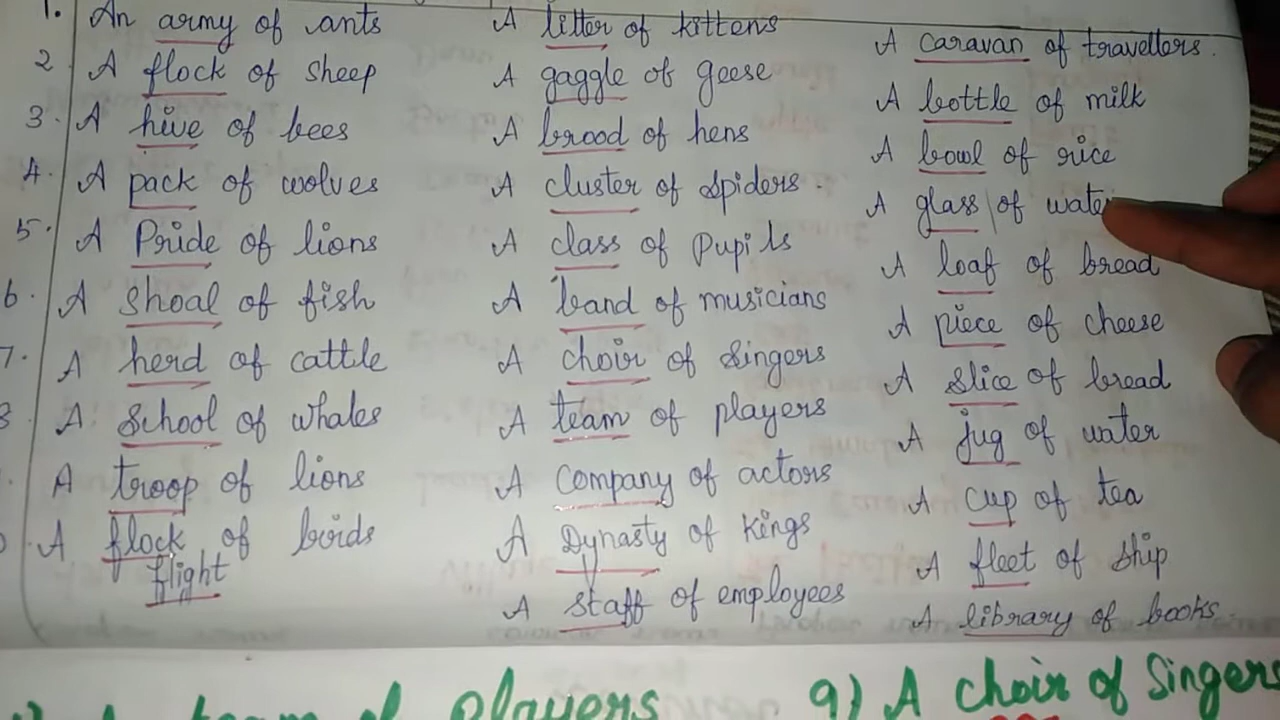 1. An army of ants
2. A flock of sheep
3. A hive of bees
4. A pack of wolves
5. A Pride of lions
6. A shoal of fish
7. A herd of cattle
8 A school of whales
A troop of lions
A flock of birds
flight
A litter of kittens
A gaggle of geese
A brood of hens
A cluster of spiders.
A class of pupils
A band of musicians
A choir of singers
A team of players
A company of actors
A Dynasty of Kings
A staff of employees
A caravan of travellers.
A bottle of milk
A bowl of rice
A glass of water
A loaf of bread
A piece of cheese
A slice of bread
A jug of water
A cup of tea
A fleet of ship
A library of books.
A team of players
9) A choir of Singers